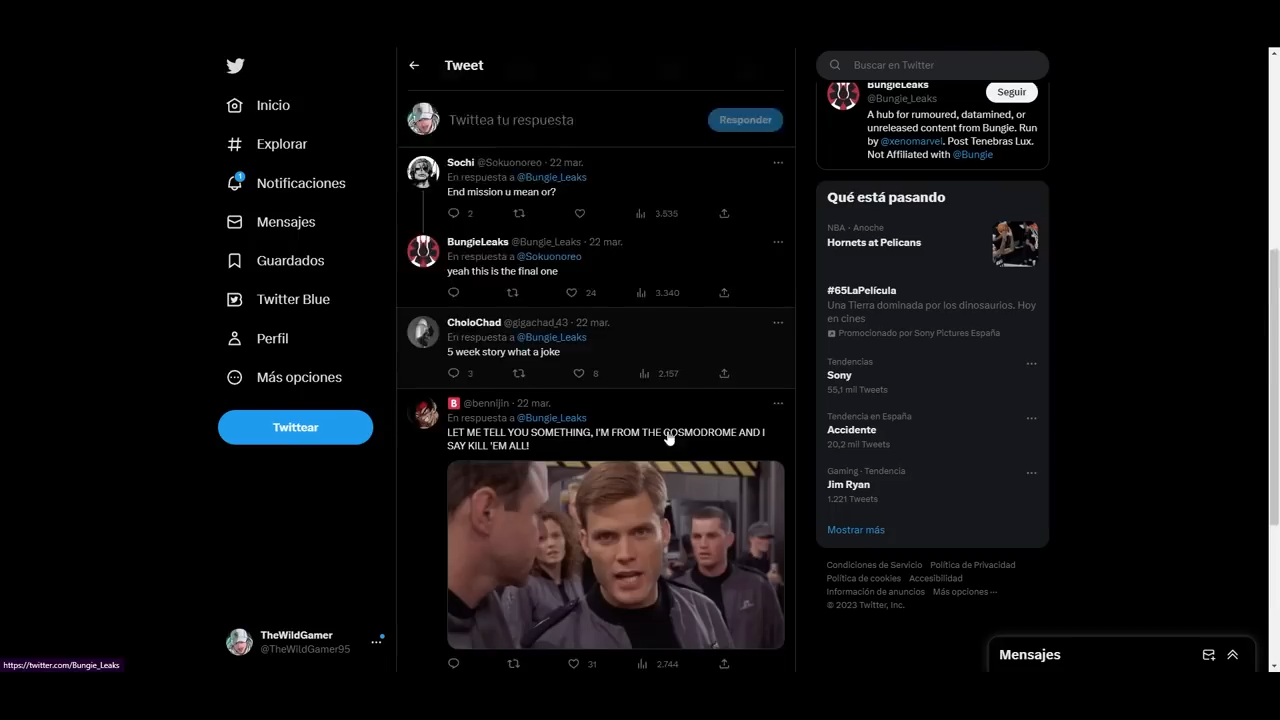 Inicio
Explorar
1
Notificaciones
Mensajes
Guardados
Twitter Blue
Perfil
Más opciones
Twittear
TheWildGamer
@TheWildGamer95
https://twitter.com/Bungie_Leaks
Tweet
Twittea tu respuesta
Responder
Sochi @Sokuonoreo · 22 mar.
En respuesta a @Bungie_Leaks
End mission u mean or?
2
3.535
BungieLeaks @Bungie_Leaks · 22 mar.
En respuesta a @Sokuonoreo
yeah this is the final one
24
3.340
CholoChad @gigachad_43 · 22 mar.
En respuesta a @Bungie_Leaks
5 week story what a joke
3
8
2.157
B @bennijin · 22 mar.
En respuesta a @Bungie_Leaks
LET ME TELL YOU SOMETHING, I'M FROM THE COSMODROME AND I
SAY KILL 'EM ALL!
31
2.744
Buscar en Twitter
BungieLeaks
@Bungie_Leaks
Seguir
A hub for rumoured, datamined, or
unreleased content from Bungie. Run
by @xenomarvel. Post Tenebras Lux.
Not Affiliated with @Bungie
Qué está pasando
NBA · Anoche
Hornets at Pelicans
#65LaPelícula
Una Tierra dominada por los dinosaurios. Hoy
en cines
Promocionado por Sony Pictures España
Tendencias
Sony
55,1 mil Tweets
Tendencia en España
Accidente
20,2 mil Tweets
Gaming · Tendencia
Jim Ryan
1.221 Tweets
Mostrar más
Condiciones de Servicio Política de Privacidad
Política de cookies Accesibilidad
Información de anuncios Más opciones ···
© 2023 Twitter, Inc.
Mensajes